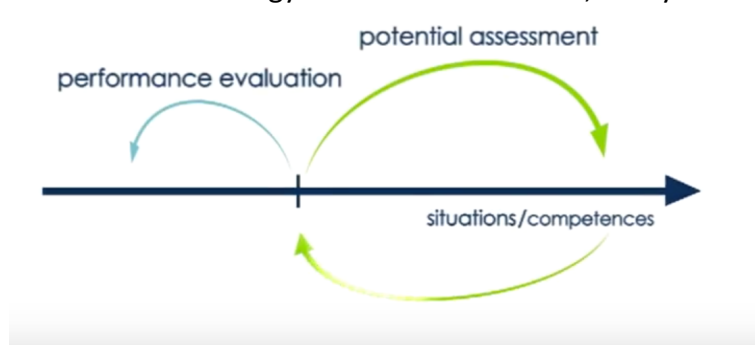 potential assessment
performance evaluation
situations/competences